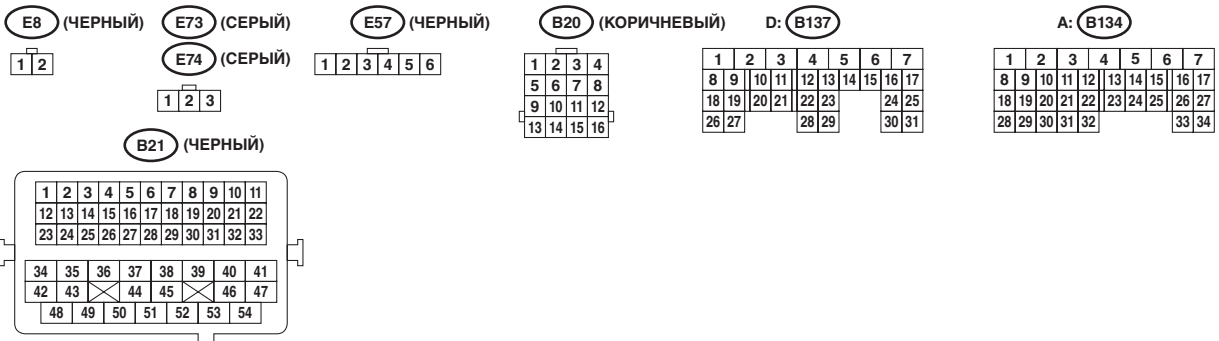 E8 (ЧЕРНЫЙ) E73 (СЕРЫЙ) E57 (ЧЕРНЫЙ) B20 (КОРИЧНЕВЫЙ) D: B137 A: B134
1 2
E74 (СЕРЫЙ)
1 2 3
1 2 3 4 5 6
1 2 3 4
5 6 7 8
9 10 11 12
13 14 15 16
1 2 3 4 5 6 7
8 9 10 11 12 13 14 15 16 17
18 19 20 21 22 23 24 25
26 27 28 29 30 31
1 2 3 4 5 6 7
8 9 10 11 12 13 14 15 16 17
18 19 20 21 22 23 24 25 26 27
28 29 30 31 32 33 34
B21 (ЧЕРНЫЙ)
1 2 3 4 5 6 7 8 9 10 11
12 13 14 15 16 17 18 19 20 21 22
23 24 25 26 27 28 29 30 31 32 33
34 35 36 37 38 39 40 41
42 43 44 45 46 47
48 49 50 51 52 53 54